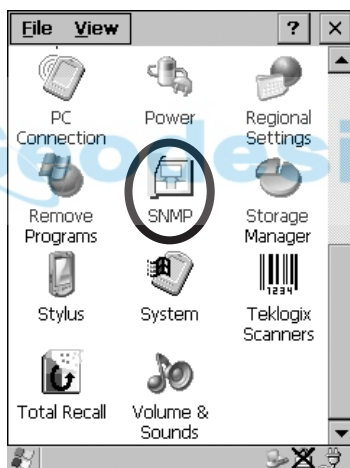 File View ? ×
PC Connection
Power
Regional Settings
Remove Programs
SNMP
Storage Manager
Stylus
System
1234
Teklogix Scanners
Total Recall
Volume & Sounds